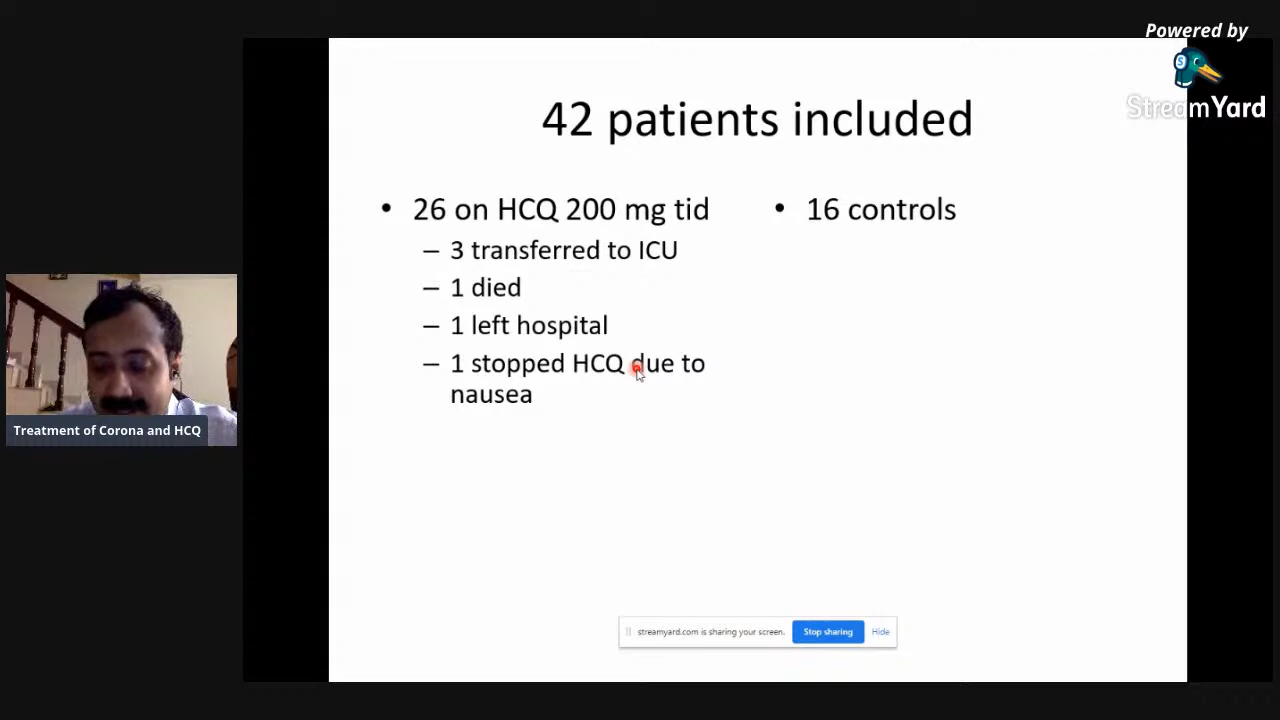 Powered by
StreamYard
42 patients included
• 26 on HCQ 200 mg tid
– 3 transferred to ICU
– 1 died
– 1 left hospital
– 1 stopped HCQ due to
nausea
• 16 controls
Treatment of Corona and HCQ
streamyard.com is sharing your screen.
Stop sharing
Hide